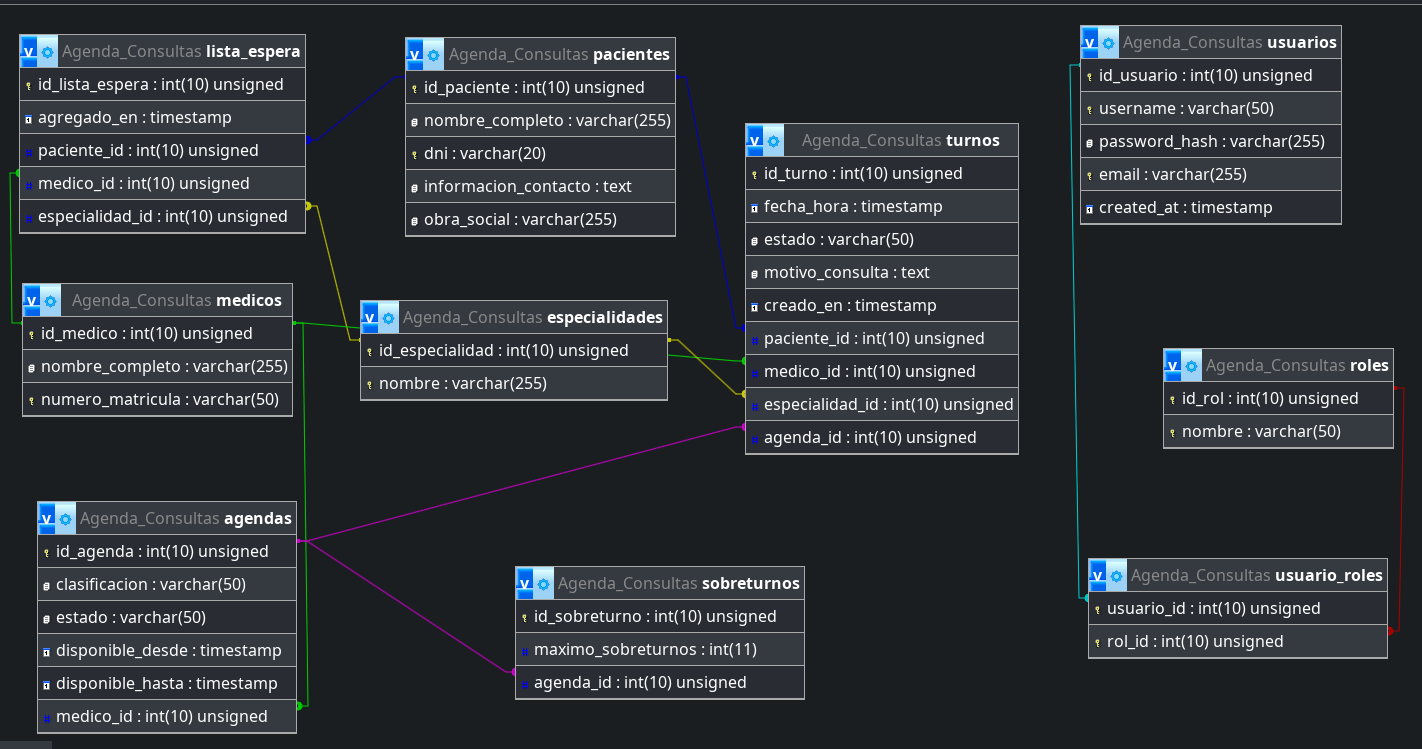 Agenda_Consultas lista_espera
id_lista_espera : int(10) unsigned
agregado_en : timestamp
paciente_id : int(10) unsigned
medico_id : int(10) unsigned
especialidad_id : int(10) unsigned
Agenda_Consultas pacientes
id_paciente : int(10) unsigned
nombre_completo : varchar(255)
dni : varchar(20)
informacion_contacto : text
obra_social : varchar(255)
Agenda_Consultas turnos
id_turno : int(10) unsigned
fecha_hora : timestamp
estado : varchar(50)
motivo_consulta : text
creado_en : timestamp
paciente_id : int(10) unsigned
medico_id : int(10) unsigned
especialidad_id : int(10) unsigned
agenda_id : int(10) unsigned
Agenda_Consultas usuarios
id_usuario : int(10) unsigned
username : varchar(50)
password_hash : varchar(255)
email : varchar(255)
created_at : timestamp
Agenda_Consultas medicos
id_medico : int(10) unsigned
nombre_completo : varchar(255)
numero_matricula : varchar(50)
Agenda_Consultas especialidades
id_especialidad : int(10) unsigned
nombre : varchar(255)
Agenda_Consultas roles
id_rol : int(10) unsigned
nombre : varchar(50)
Agenda_Consultas agendas
id_agenda : int(10) unsigned
clasificacion : varchar(50)
estado : varchar(50)
disponible_desde : timestamp
disponible_hasta : timestamp
medico_id : int(10) unsigned
Agenda_Consultas sobreturnos
id_sobreturno : int(10) unsigned
maximo_sobreturnos : int(11)
agenda_id : int(10) unsigned
Agenda_Consultas usuario_roles
usuario_id : int(10) unsigned
rol_id : int(10) unsigned